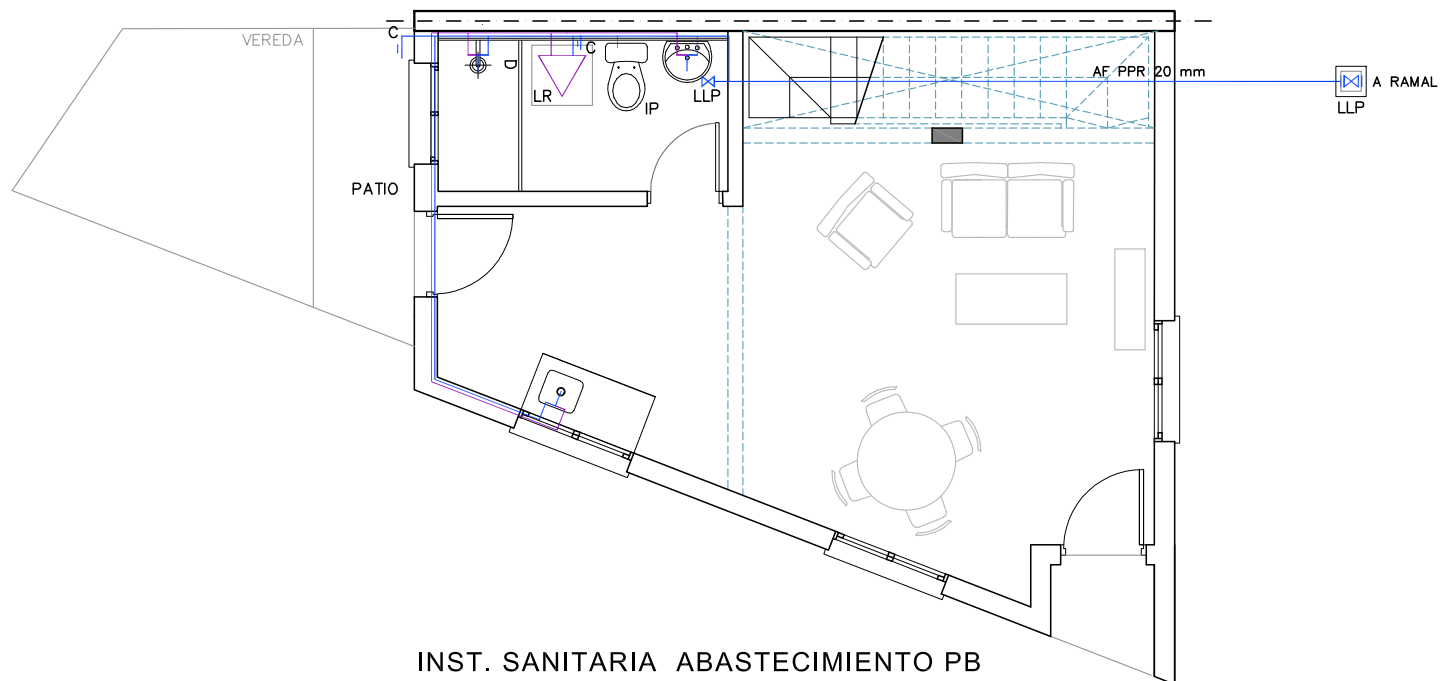 VEREDA
C
D
LR
C
IP
LLP
AF PPR 20 mm
A RAMAL
LLP
PATIO
INST. SANITARIA ABASTECIMIENTO PB